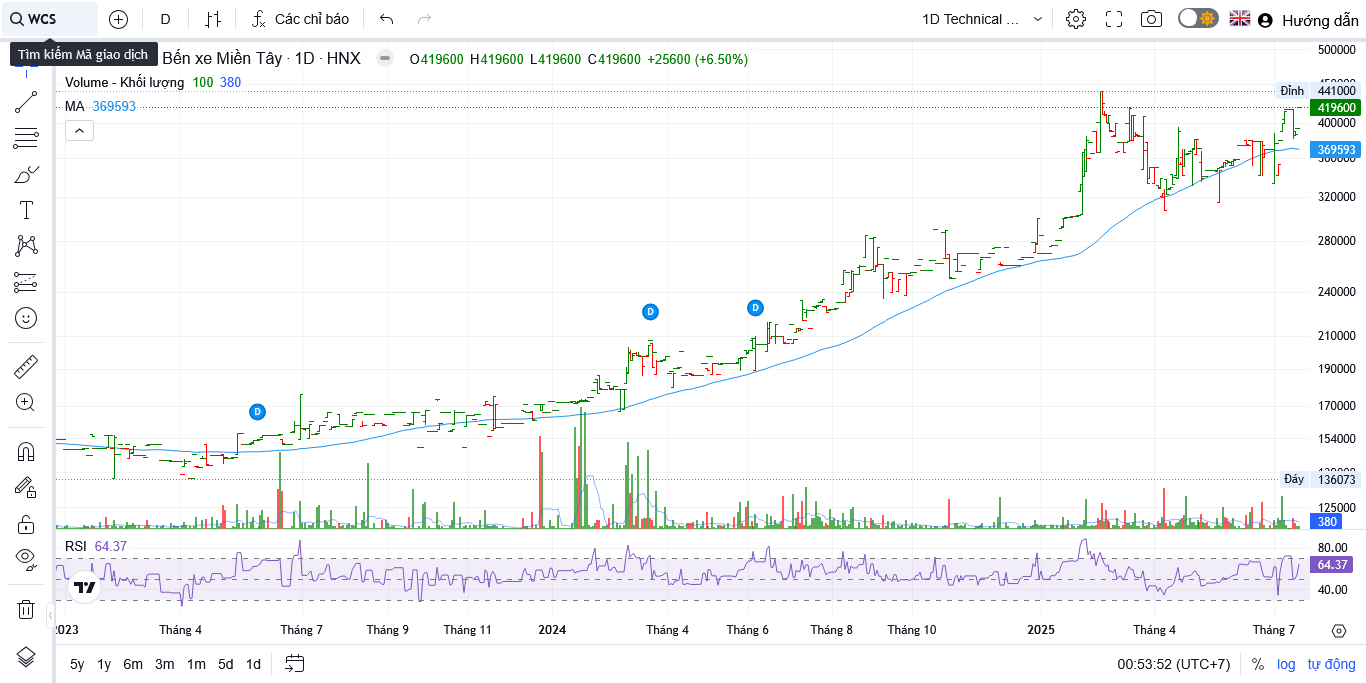 WCS D Các chỉ báo 1D Technical ... Hướng dẫn
Tìm kiếm Mã giao dịch
Bến xe Miền Tây · 1D · HNX O419600 H419600 L419600 C419600 +25600 (+6.50%)
Volume - Khối lượng 100 380
MA 369593
500000
Đỉnh 441000
419600
400000
369593
320000
280000
240000
210000
190000
170000
154000
Đáy 136073
125000
380
D
D
D
RSI 64.37
80.00
64.37
40.00
2023 Tháng 4 Tháng 7 Tháng 9 Tháng 11 2024 Tháng 4 Tháng 6 Tháng 8 Tháng 10 2025 Tháng 4 Tháng 7
5y 1y 6m 3m 1m 5d 1d 00:53:52 (UTC+7) % log tự động